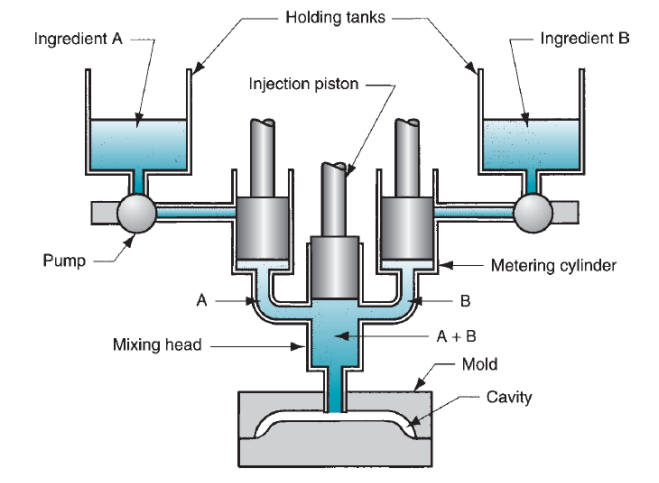 Holding tanks
Ingredient A
Ingredient B
Injection piston
Pump
Metering cylinder
A
B
A + B
Mixing head
Mold
Cavity